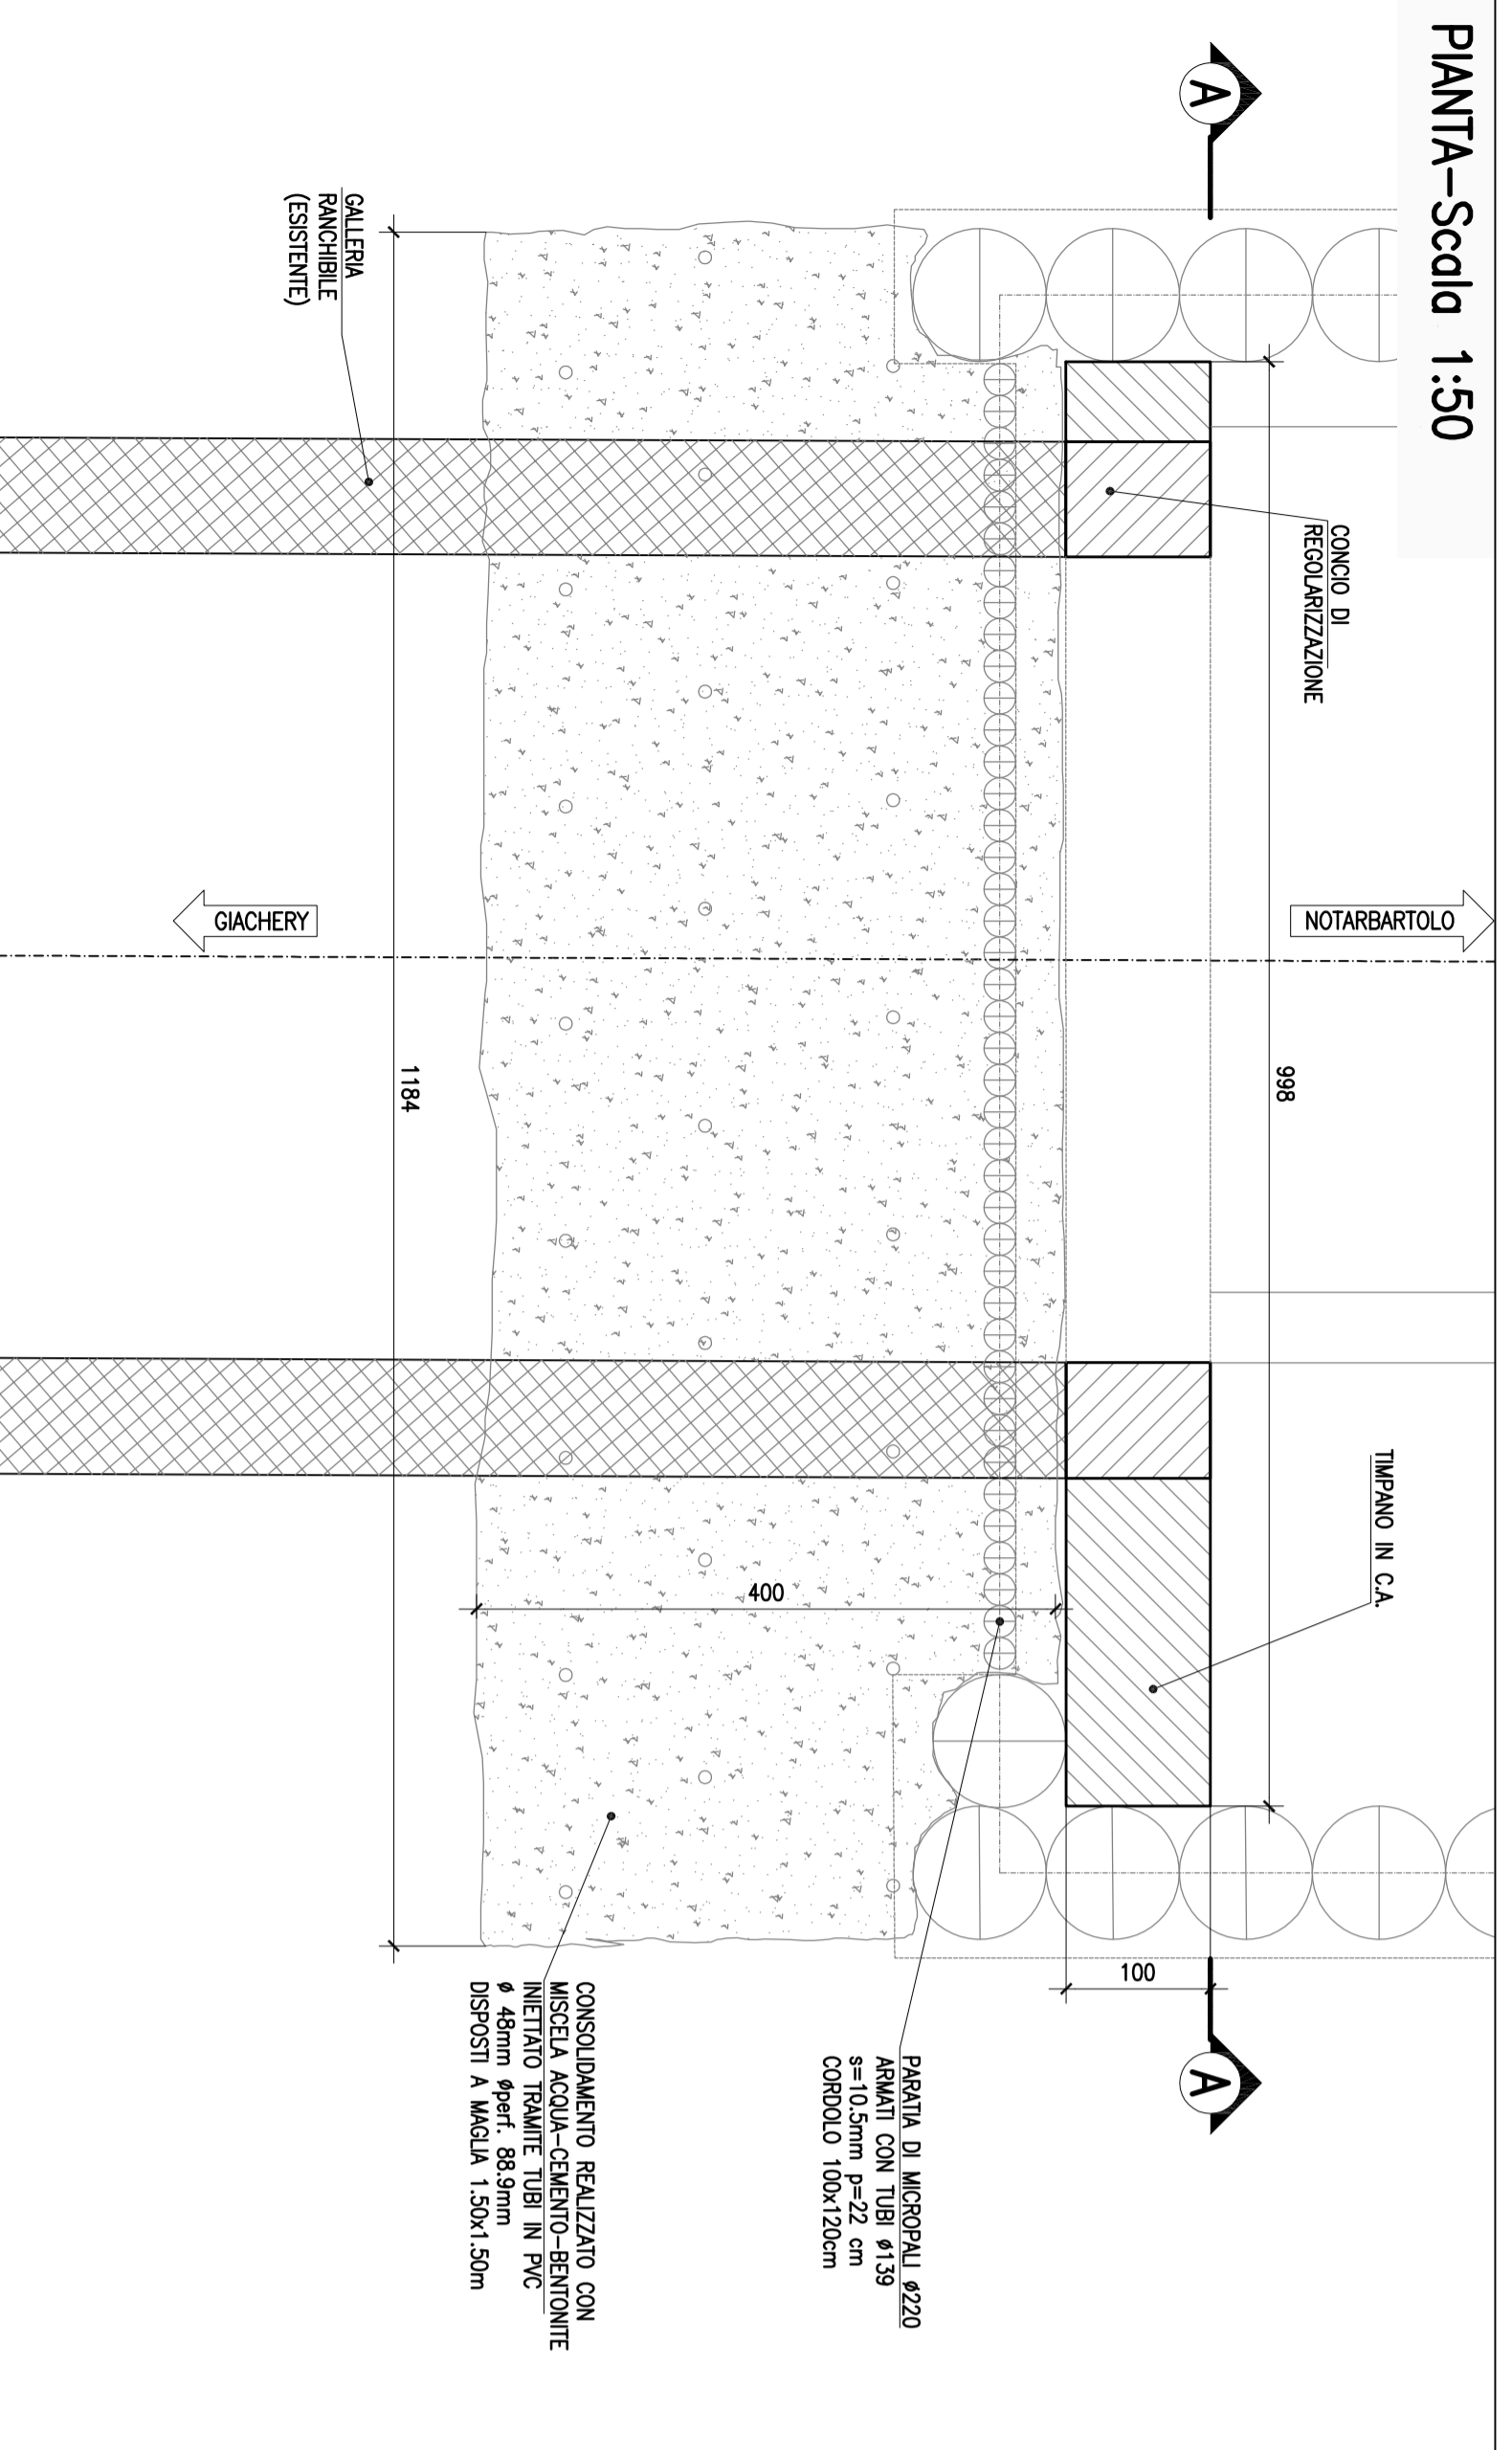 PIANTA-Scala 1:50
A
A
NOTARBARTOLO
GIACHERY
998
1184
400
100
CONCIO DI
REGOLARIZZAZIONE
GALLERIA
RANCHIBILE
(ESISTENTE)
TIMPANO IN C.A.
PARATIA DI MICROPALI ø220
ARMATI CON TUBI ø139
s=10.5mm p=22 cm
CORDOLO 100x120cm
CONSOLIDAMENTO REALIZZATO CON
MISCELA ACQUA-CEMENTO-BENTONITE
INIETTATO TRAMITE TUBI IN PVC
ø 48mm øperf. 88.9mm
DISPOSTI A MAGLIA 1.50x1.50m